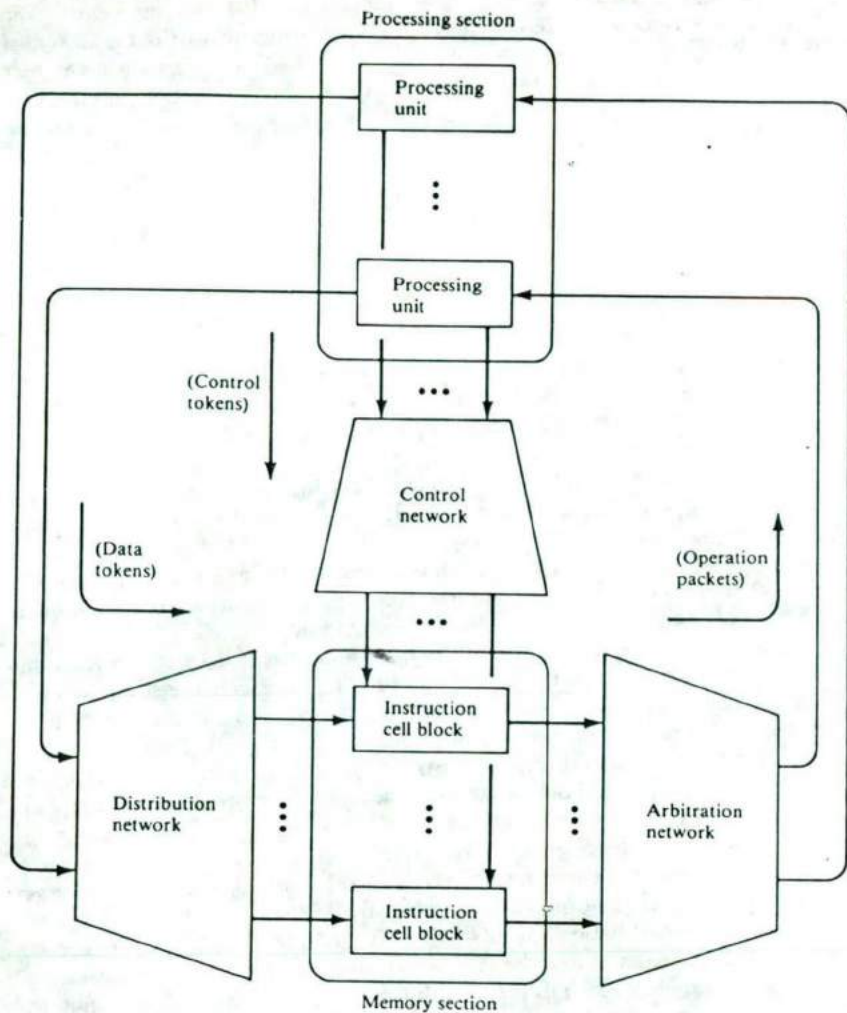 Processing section
Processing
unit
Processing
unit
(Control
tokens)
Control
network
(Data
tokens)
(Operation
packets)
Instruction
cell block
Distribution
network
Arbitration
network
Instruction
cell block
Memory section